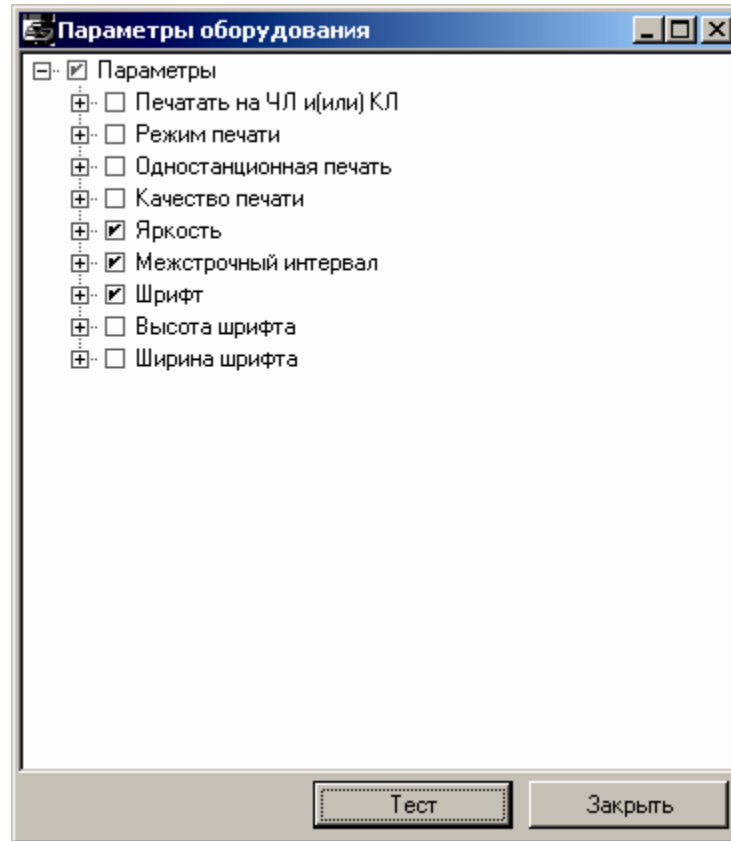 Параметры оборудования
Параметры
Печатать на ЧЛ и(или) КЛ
Режим печати
Одностанционная печать
Качество печати
Яркость
Межстрочный интервал
Шрифт
Высота шрифта
Ширина шрифта
Тест
Закрыть